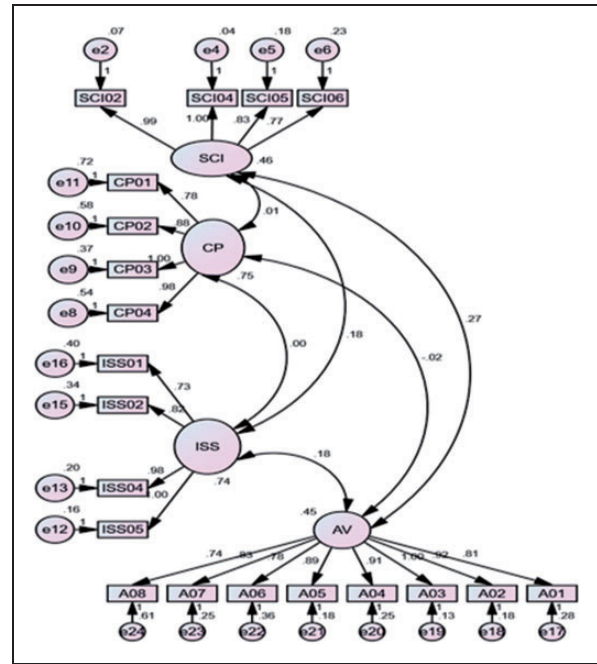 .07 .04 .18 .23
e2 e4 e5 e6
1 1 1 1
SCI02 SCI04 SCI05 SCI06
.99 1.00 .83 .77
SCI .46
.72
e11 1 CP01 .78 .01
.58
e10 1 CP02 .88
CP
.37
e9 1 CP03 1.00
.75
.54
e8 1 CP04 .98
.00 .18 -.02 .27
.40
e16 1 ISS01
.73
.34
e15 1 ISS02 .82
ISS
.18
.20
e13 1 ISS04 .98 .74
.16 1.00
e12 1 ISS05
.45 AV
.74 .83 .78 .89 .91 1.00 .92 .81
A08 A07 A06 A05 A04 A03 A02 A01
1 1 1 1 1 1 1 1
.61 .25 .36 .18 .25 .13 .18 .28
e24 e23 e22 e21 e20 e19 e18 e17